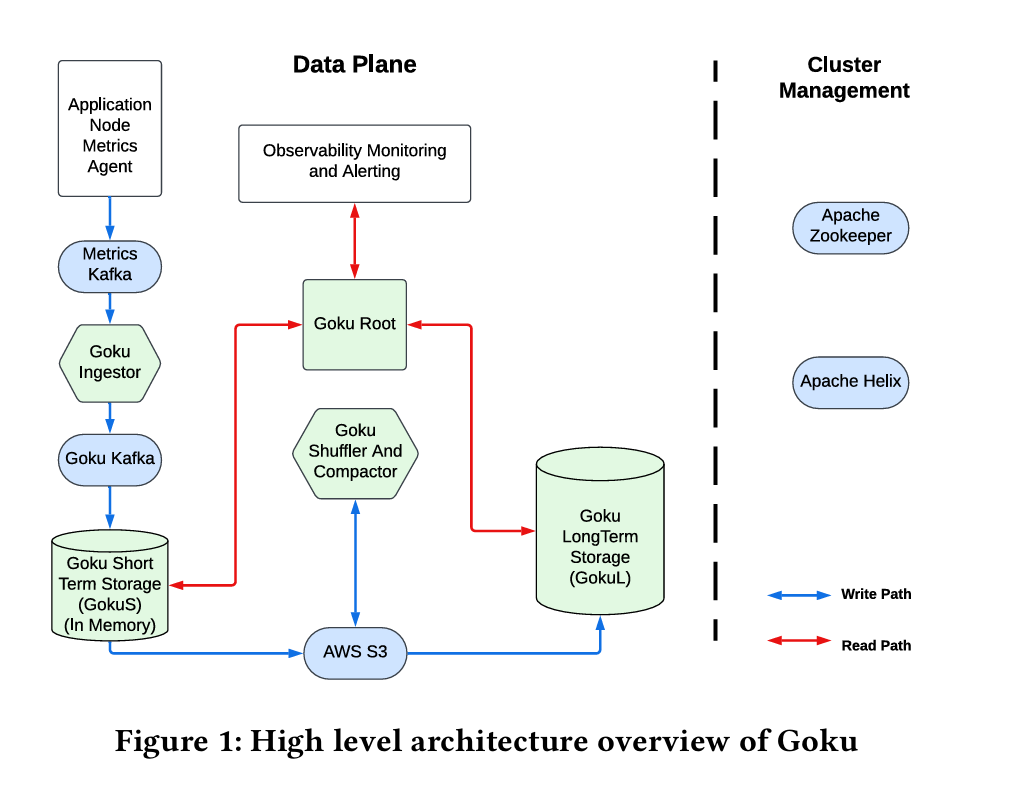 Data Plane
Cluster
Management
Application
Node
Metrics
Agent
Observability Monitoring
and Alerting
Metrics
Kafka
Apache
Zookeeper
Goku
Ingestor
Goku Root
Apache Helix
Goku Kafka
Goku
Shuffler And
Compactor
Goku Short
Term Storage
(GokuS)
(In Memory)
Goku
LongTerm
Storage
(GokuL)
AWS S3
Write Path
Read Path
Figure 1: High level architecture overview of Goku